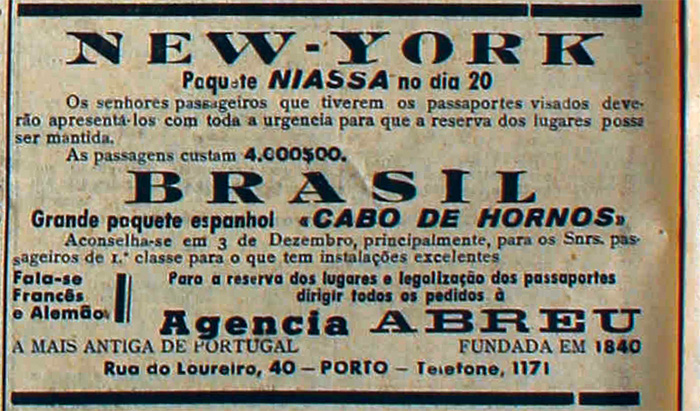 NEW-YORK
Paquete NIASSA no dia 20
Os senhores passageiros que tiverem os passaportes visados deve-
rão apresentá-los com toda a urgencia para que a reserva dos lugares possa
ser mantida.
As passagens custam 4.000$00.
BRASIL
Grande paquete espanhol «CABO DE HORNOS»
Aconselha-se em 3 de Dezembro, principalmente, para os Snrs. pas-
sageiros de 1.ª classe para o que tem instalações excelentes
Fala-se
Francês
e Alemão
Para a reserva dos lugares e legalização dos passaportes
dirigir todos os pedidos à
Agencia ABREU
A MAIS ANTIGA DE PORTUGAL FUNDADA EM 1840
Rua do Loureiro, 40 — PORTO — Telefone, 1171